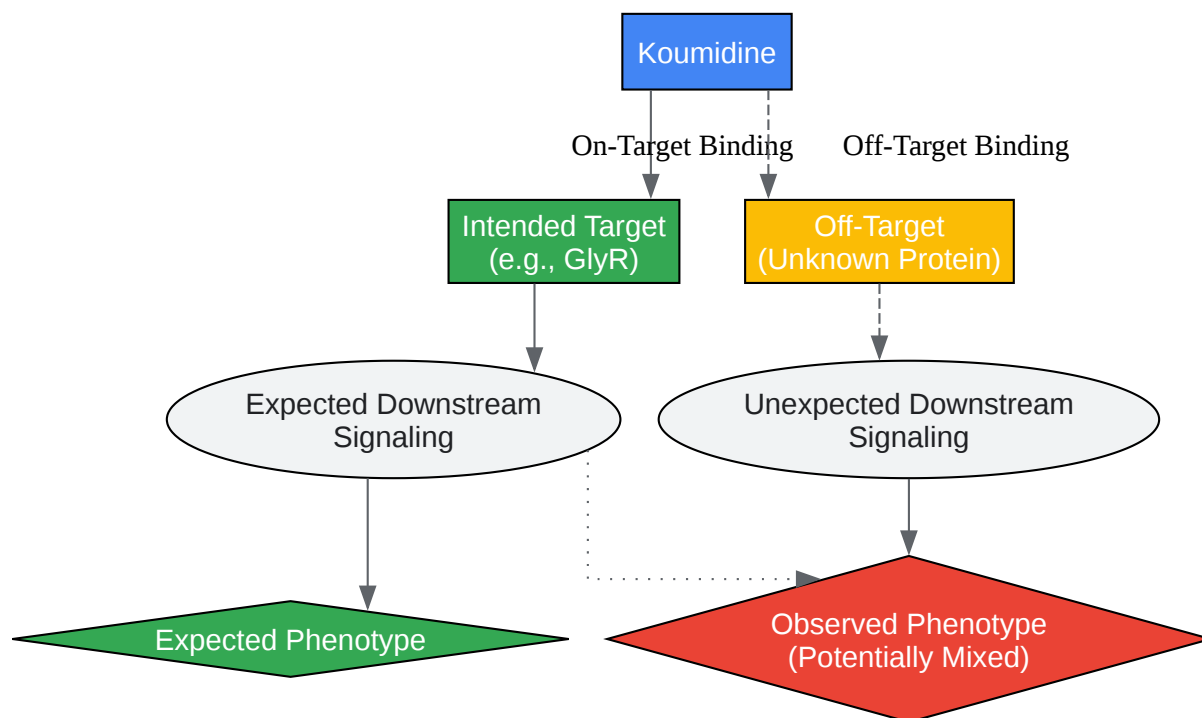 Koumidine
On-Target Binding
Off-Target Binding
Intended Target
(e.g., GlyR)
Off-Target
(Unknown Protein)
Expected Downstream
Signaling
Unexpected Downstream
Signaling
Expected Phenotype
Observed Phenotype
(Potentially Mixed)